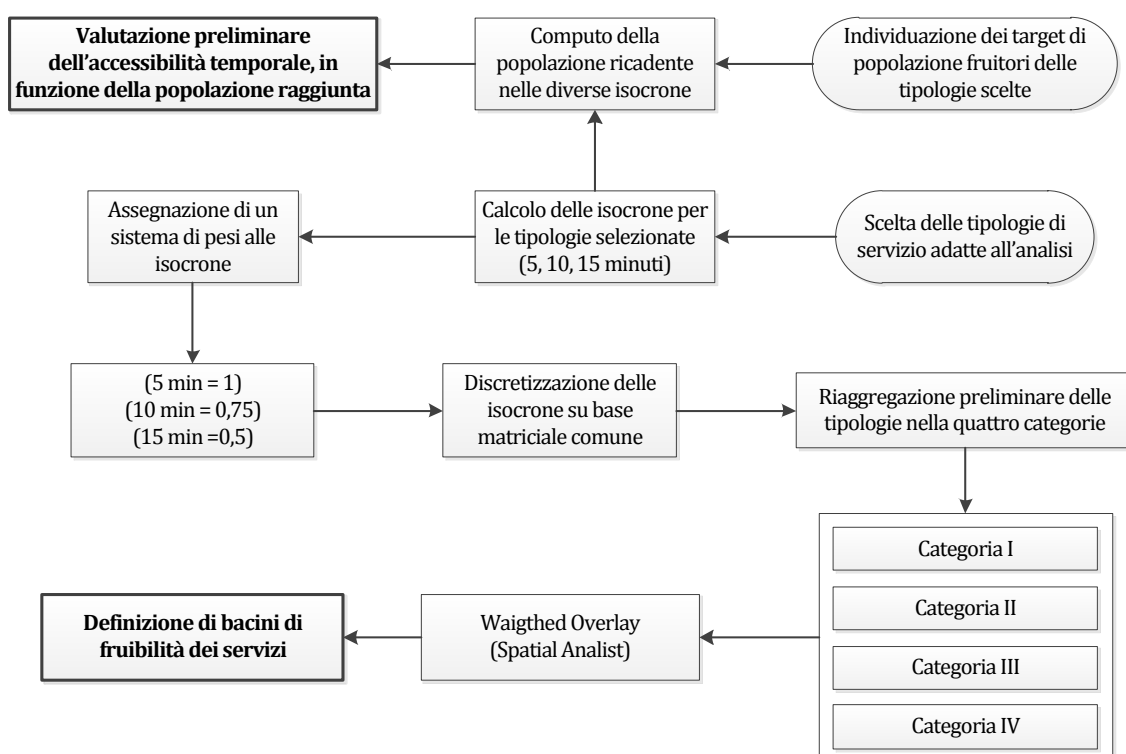 Valutazione preliminare
dell'accessibilità temporale, in
funzione della popolazione raggiunta
Computo della
popolazione ricadente
nelle diverse isocrone
Individuazione dei target di
popolazione fruitori delle
tipologie scelte
Assegnazione di un
sistema di pesi alle
isocrone
Calcolo delle isocrone per
le tipologie selezionate
(5, 10, 15 minuti)
Scelta delle tipologie di
servizio adatte all'analisi
(5 min = 1)
(10 min = 0,75)
(15 min =0,5)
Discretizzazione delle
isocrone su base
matriciale comune
Riaggregazione preliminare delle
tipologie nella quattro categorie
Categoria I
Categoria II
Categoria III
Categoria IV
Waigthed Overlay
(Spatial Analist)
Definizione di bacini di
fruibilità dei servizi